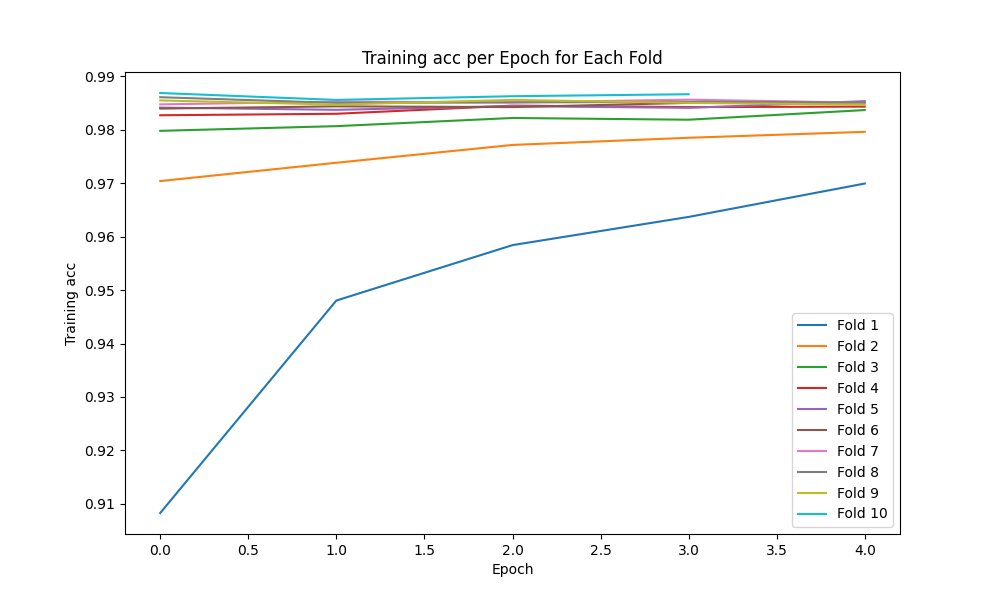 Training acc per Epoch for Each Fold
0.99
0.98
0.97
0.96
0.95
0.94
0.93
0.92
0.91
Training acc
Fold 1
Fold 2
Fold 3
Fold 4
Fold 5
Fold 6
Fold 7
Fold 8
Fold 9
Fold 10
0.0 0.5 1.0 1.5 2.0 2.5 3.0 3.5 4.0
Epoch